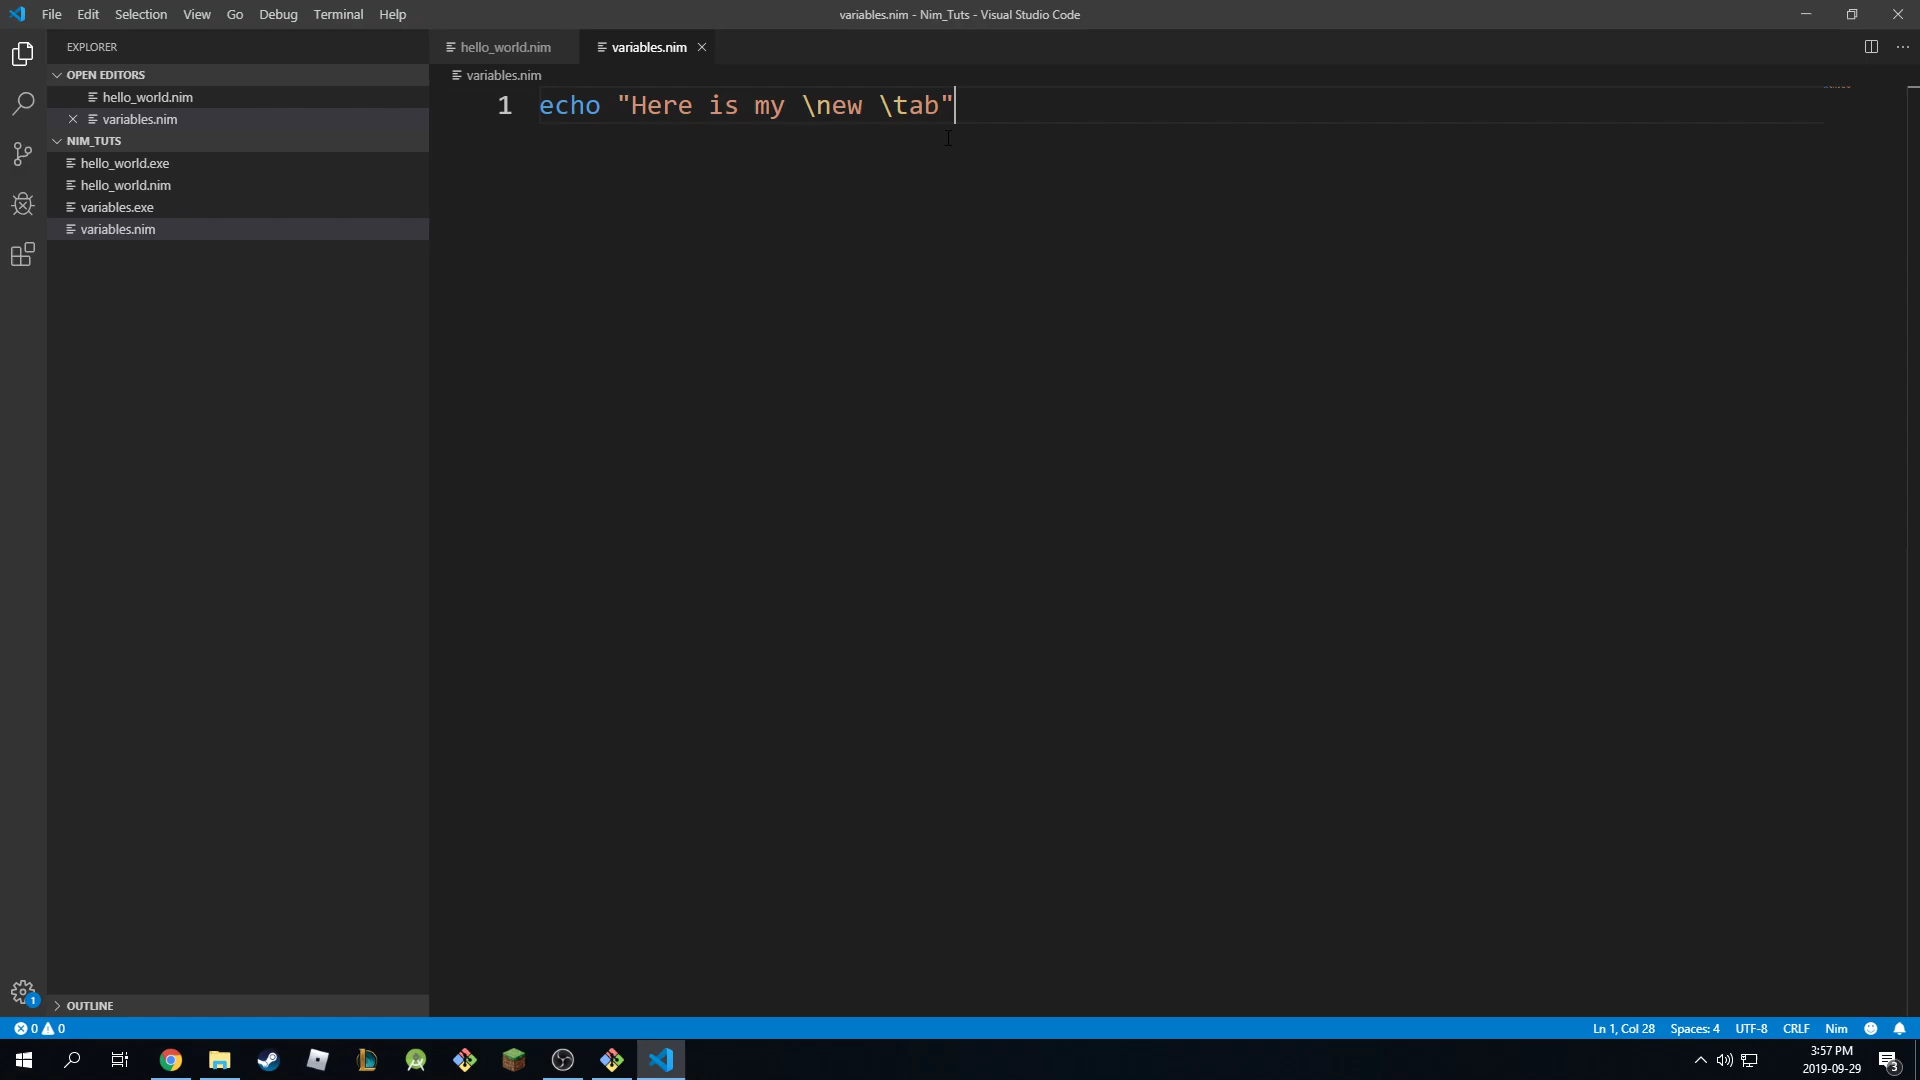 File Edit Selection View Go Debug Terminal Help
variables.nim - Nim_Tuts - Visual Studio Code
EXPLORER
OPEN EDITORS
hello_world.nim
variables.nim
NIM_TUTS
hello_world.exe
hello_world.nim
variables.exe
variables.nim
OUTLINE
hello_world.nim
variables.nim
variables.nim
1 echo "Here is my \new \tab"
1
0 0
Ln 1, Col 28 Spaces: 4 UTF-8 CRLF Nim
3:57 PM
2019-09-29
3